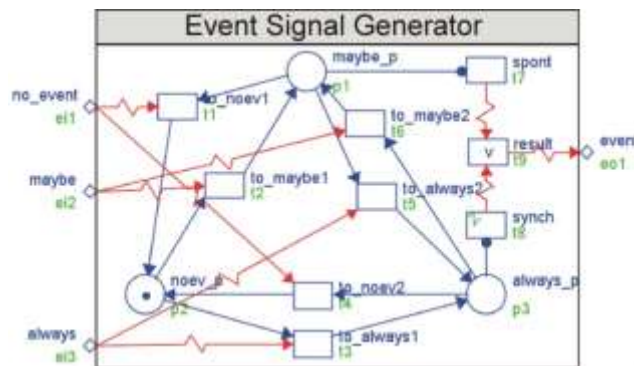 Event Signal Generator
maybe_p
p1
spont
t7
no_event
ei1
to_noev1
t1
to_maybe2
t6
result
t9
v
even
eo1
maybe
ei2
to_maybe1
t2
to_always2
t5
synch
t8
noev_p
p2
to_noev2
t4
always_p
p3
always
ei3
to_always1
t3